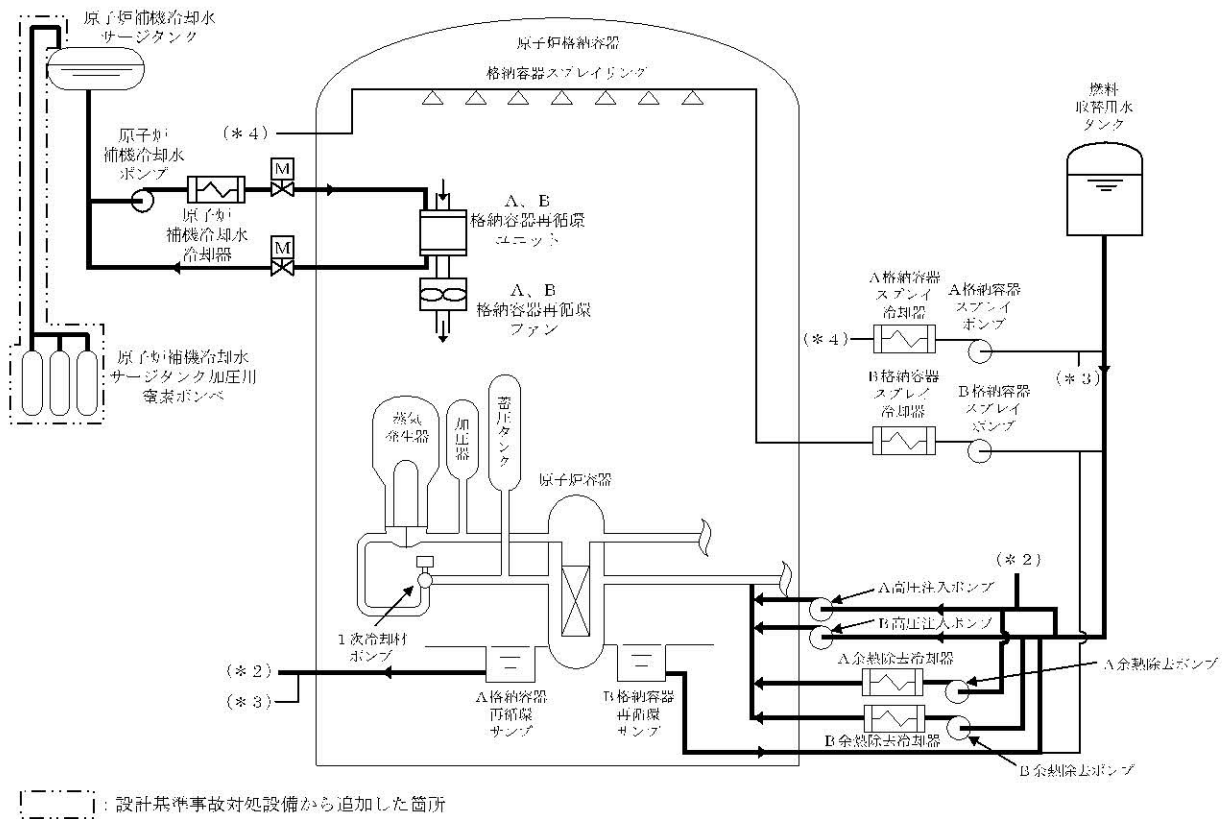 原子炉補機冷却水
サージタンク
原子炉格納容器
格納容器スプレイリング
燃料
取替用水
タンク
(＊4)
原子炉
補機冷却水
ポンプ
M
原子炉
補機冷却水
冷却器
M
A、B
格納容器再循環
ユニット
A、B
格納容器再循環
ファン
A格納容器
スプレイ
冷却器
A格納容器
スプレイ
ポンプ
(＊4)
(＊3)
原子炉補機冷却水
サージタンク加圧用
窒素ボンベ
B格納容器
スプレイ
冷却器
B格納容器
スプレイ
ポンプ
蒸気
発生器
加圧器
蓄圧タンク
原子炉容器
(＊2)
A高圧注入ポンプ
B高圧注入ポンプ
1次冷却材
ポンプ
A余熱除去冷却器
A余熱除去ポンプ
(＊2)
(＊3)
A格納容器
再循環
サンプ
B格納容器
再循環
サンプ
B余熱除去冷却器
B余熱除去ポンプ
：設計基準事故対処設備から追加した箇所